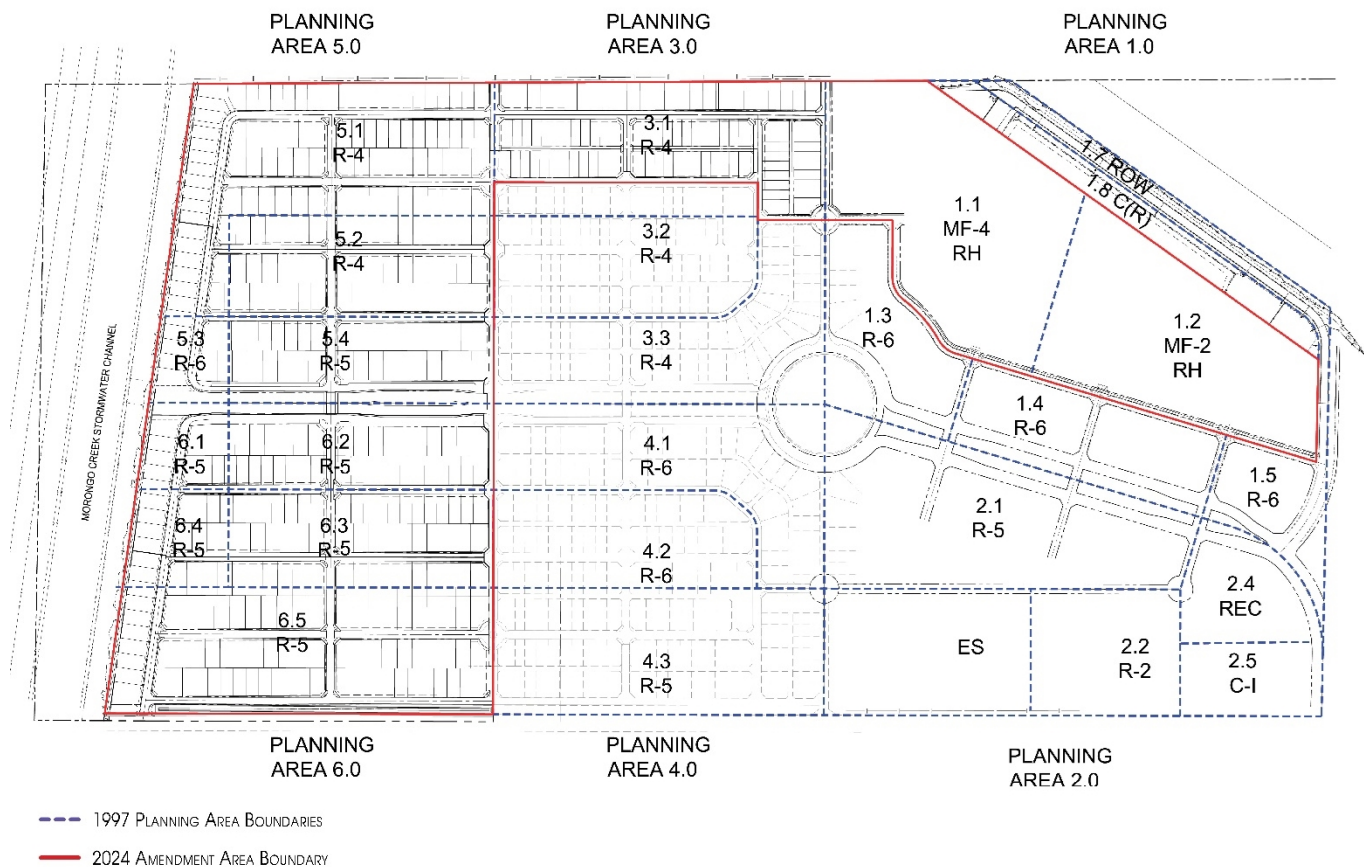 PLANNING
AREA 5.0
PLANNING
AREA 3.0
PLANNING
AREA 1.0
5.1
R-4
3.1
R-4
1.7 ROW
1.8 C(R)
1.1
MF-4
RH
5.2
R-4
3.2
R-4
1.3
R-6
1.2
MF-2
RH
5.3
R-6
5.4
R-5
3.3
R-4
MORONGO CREEK STORMWATER CHANNEL
1.4
R-6
6.1
R-5
6.2
R-5
4.1
R-6
1.5
R-6
6.4
R-5
6.3
R-5
2.1
R-5
4.2
R-6
2.4
REC
6.5
R-5
4.3
R-5
ES
2.2
R-2
2.5
C-I
PLANNING
AREA 6.0
PLANNING
AREA 4.0
PLANNING
AREA 2.0
1997 PLANNING AREA BOUNDARIES
2024 AMENDMENT AREA BOUNDARY